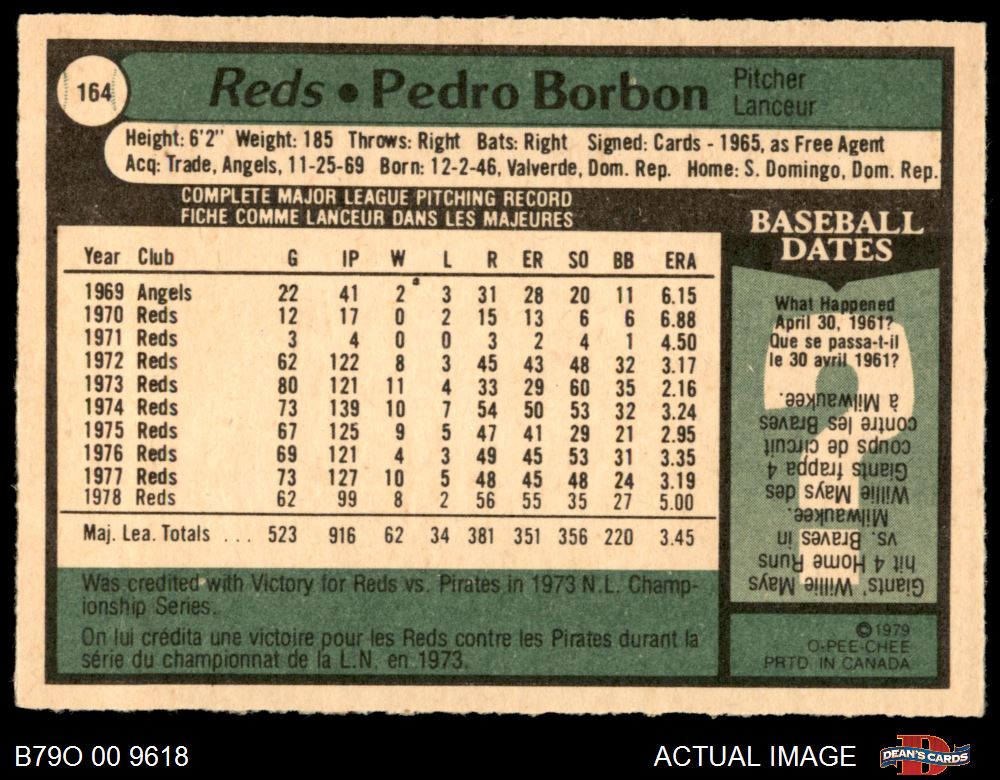 164
Reds • Pedro Borbon
Pitcher
Lanceur
Height: 6'2" Weight: 185 Throws: Right Bats: Right Signed: Cards - 1965, as Free Agent
Acq: Trade, Angels, 11-25-69 Born: 12-2-46, Valverde, Dom. Rep. Home: S. Domingo, Dom. Rep.
COMPLETE MAJOR LEAGUE PITCHING RECORD
FICHE COMME LANCEUR DANS LES MAJEURES
Year Club G IP W L R ER SO BB ERA
1969 Angels 22 41 2 3 31 28 20 11 6.15
1970 Reds 12 17 0 2 15 13 6 6 6.88
1971 Reds 3 4 0 0 3 2 4 1 4.50
1972 Reds 62 122 8 3 45 43 48 32 3.17
1973 Reds 80 121 11 4 33 29 60 35 2.16
1974 Reds 73 139 10 7 54 50 53 32 3.24
1975 Reds 67 125 9 5 47 41 29 21 2.95
1976 Reds 69 121 4 3 49 45 53 31 3.35
1977 Reds 73 127 10 5 48 45 48 24 3.19
1978 Reds 62 99 8 2 56 55 35 27 5.00
Maj. Lea. Totals ... 523 916 62 34 381 351 356 220 3.45
Was credited with Victory for Reds vs. Pirates in 1973 N.L. Champ-
ionship Series.
On lui crédita une victoire pour les Reds contre les Pirates durant la
série du championnat de la L.N. en 1973.
BASEBALL
DATES
What Happened
April 30, 1961?
Que se passa-t-il
le 30 avril 1961?
Giants' Willie Mays
hit 4 Home Runs
vs. Braves in
Milwaukee.
Willie Mays des
Giants frappa 4
coups de circuit
contre les Braves
à Milwaukee.
©1979
O-PEE-CHEE
PRTD IN CANADA
B79O 00 9618
ACTUAL IMAGE
DEAN'S CARDS